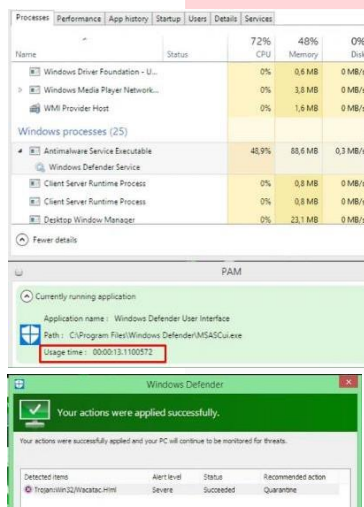 Processes Performance App history Startup Users Details Services
72% 48% 0%
Name Status CPU Memory Disk
Windows Driver Foundation - U... 0% 0,6 MB 0 MB/s
Windows Media Player Network... 0% 3,8 MB 0 MB/s
WMI Provider Host 0% 1,6 MB 0 MB/s
Windows processes (25)
Antimalware Service Executable 48,9% 88,6 MB 0,3 MB/s
Windows Defender Service
Client Server Runtime Process 0% 0,8 MB 0 MB/s
Client Server Runtime Process 0% 0,8 MB 0 MB/s
Desktop Window Manager 0% 23,1 MB 0 MB/s
Fewer details
PAM
Currently running application
Application name : Windows Defender User Interface
Path : C:\Program Files\Windows Defender\MSASCui.exe
Usage time : 00:00:13.1100572
Windows Defender
Your actions were applied successfully.
Your actions were successfully applied and your PC will continue to be monitored for threats.
Detected items Alert level Status Recommended action
Trojan:Win32/Wacatac.H!ml Severe Succeeded Quarantine